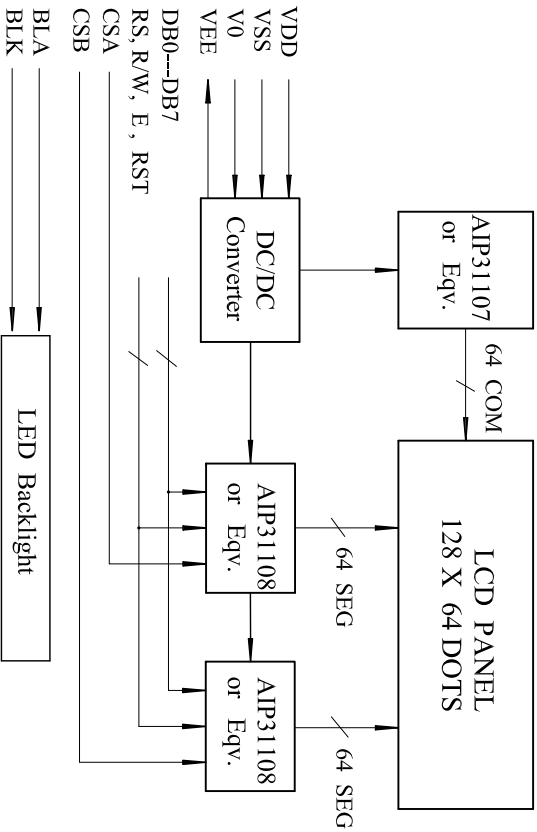 VDD
VSS
V0
VEE
DB0---DB7
RS, R/W, E , RST
CSA
CSB
BLA
BLK
AIP31107
or Eqv.
64 COM
LCD PANEL
128 X 64 DOTS
DC/DC
Converter
AIP31108
or Eqv.
64 SEG
AIP31108
or Eqv.
64 SEG
LED Backlight